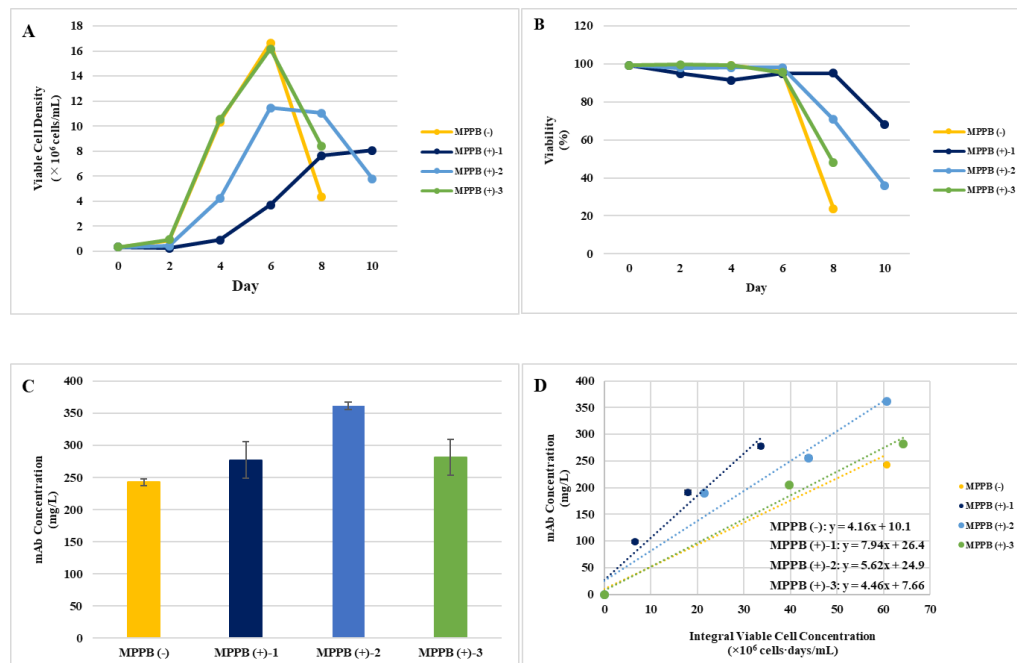 A
Viable Cell Density
(×10⁶ cells/mL)
18
16
14
12
10
8
6
4
2
0
0 2 4 6 8 10
Day
MPPB (-)
MPPB (+)-1
MPPB (+)-2
MPPB (+)-3
B
Viability
(%)
120
100
80
60
40
20
0
0 2 4 6 8 10
Day
MPPB (-)
MPPB (+)-1
MPPB (+)-2
MPPB (+)-3
C
mAb Concentration
(mg/L)
400
350
300
250
200
150
100
50
0
MPPB (-) MPPB (+)-1 MPPB (+)-2 MPPB (+)-3
D
mAb Concentration
(mg/L)
400
350
300
250
200
150
100
50
0
0 10 20 30 40 50 60 70
Integral Viable Cell Concentration
(×10⁶ cells·days/mL)
MPPB (-): y = 4.16x + 10.1
MPPB (+)-1: y = 7.94x + 26.4
MPPB (+)-2: y = 5.62x + 24.9
MPPB (+)-3: y = 4.46x + 7.66
MPPB (-)
MPPB (+)-1
MPPB (+)-2
MPPB (+)-3